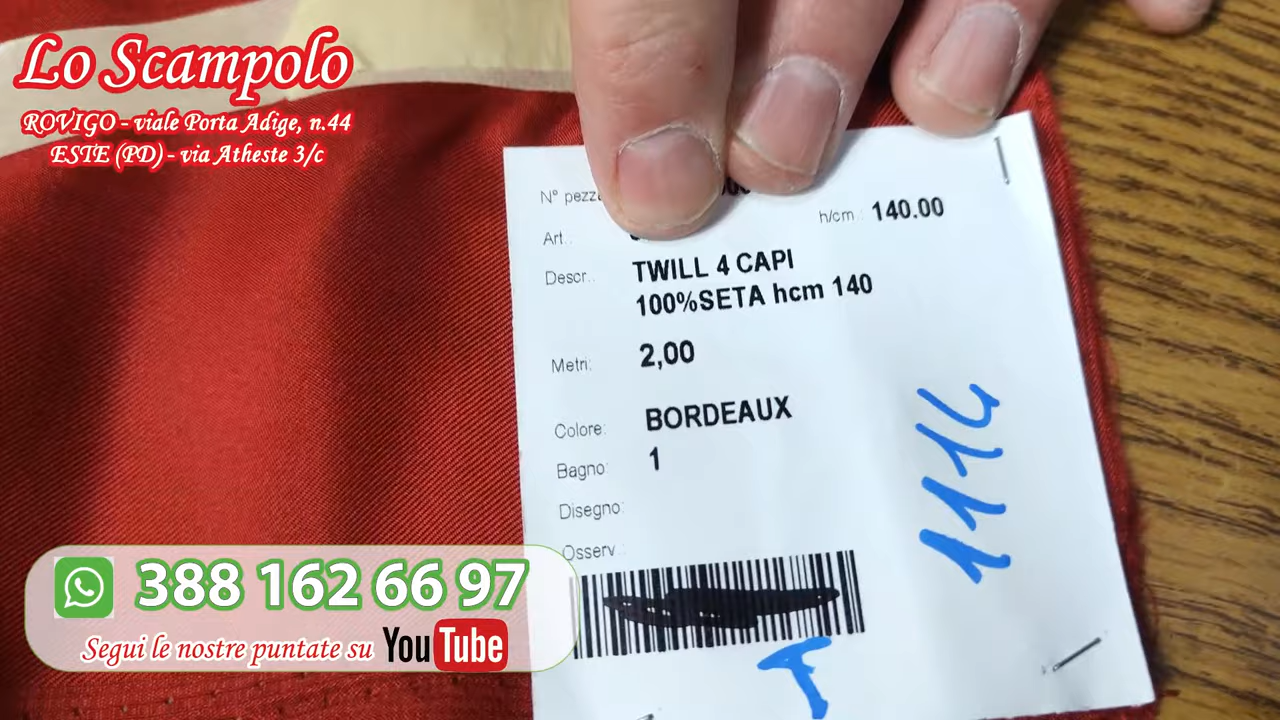 Lo Scampolo
ROVIGO - viale Porta Adige, n.44
ESTE (PD) - via Atheste 3/c
N° pezza
h/cm : 140.00
Art.:
Descr.:
TWILL 4 CAPI
100%SETA hcm 140
Metri: 2,00
Colore: BORDEAUX
Bagno: 1
Disegno:
Osserv.:
1114
388 162 66 97
Segui le nostre puntate su YouTube